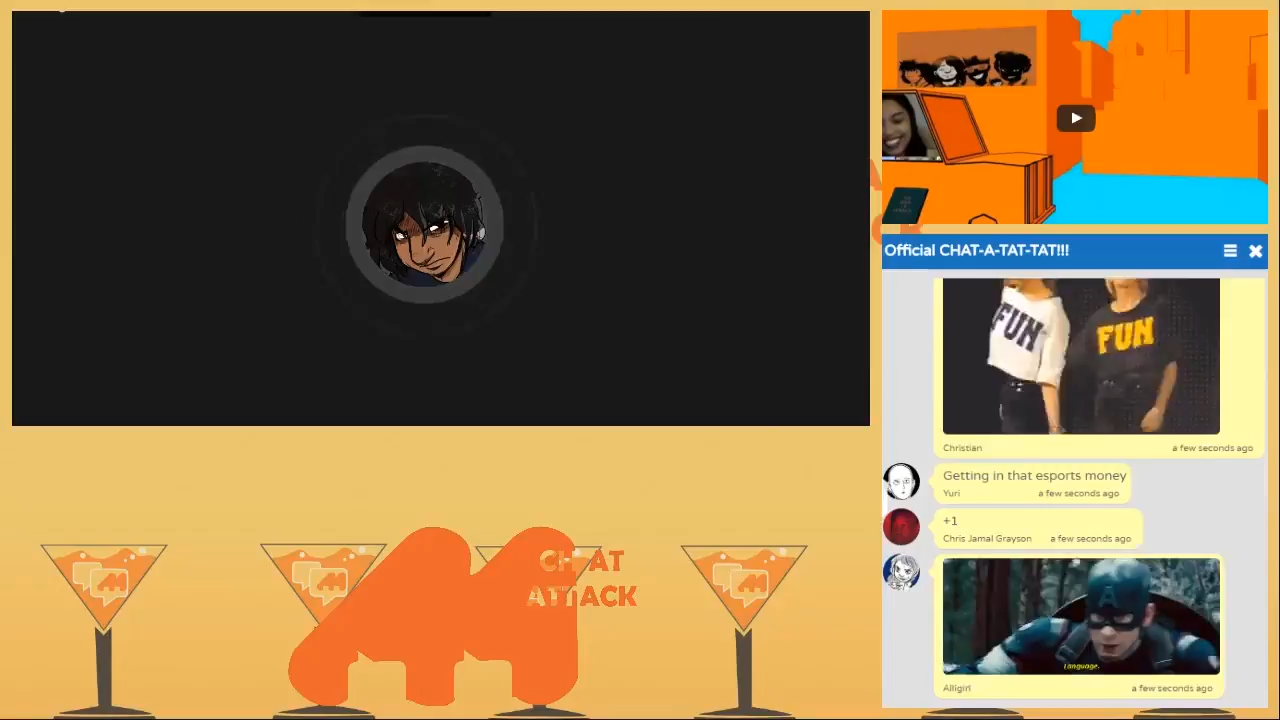 Official CHAT-A-TAT-TAT!!!
FUN
FUN
Christian
a few seconds ago
Getting in that esports money
Yuri
a few seconds ago
+1
Chris Jamal Grayson
a few seconds ago
Language.
Alligirl
a few seconds ago
CHAT
ATTACK